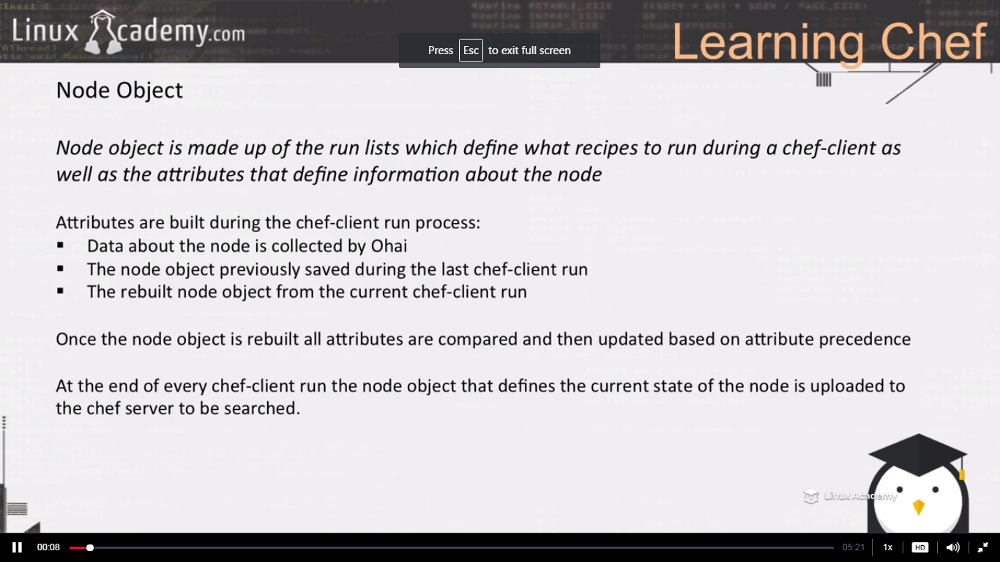 Linux Academy.com
Learning Chef
Press Esc to exit full screen
Node Object
Node object is made up of the run lists which define what recipes to run during a chef-client as
well as the attributes that define information about the node
Attributes are built during the chef-client run process:
▪ Data about the node is collected by Ohai
▪ The node object previously saved during the last chef-client run
▪ The rebuilt node object from the current chef-client run
Once the node object is rebuilt all attributes are compared and then updated based on attribute precedence
At the end of every chef-client run the node object that defines the current state of the node is uploaded to
the chef server to be searched.
Linux Academy
00:08
05:21
1x
HD